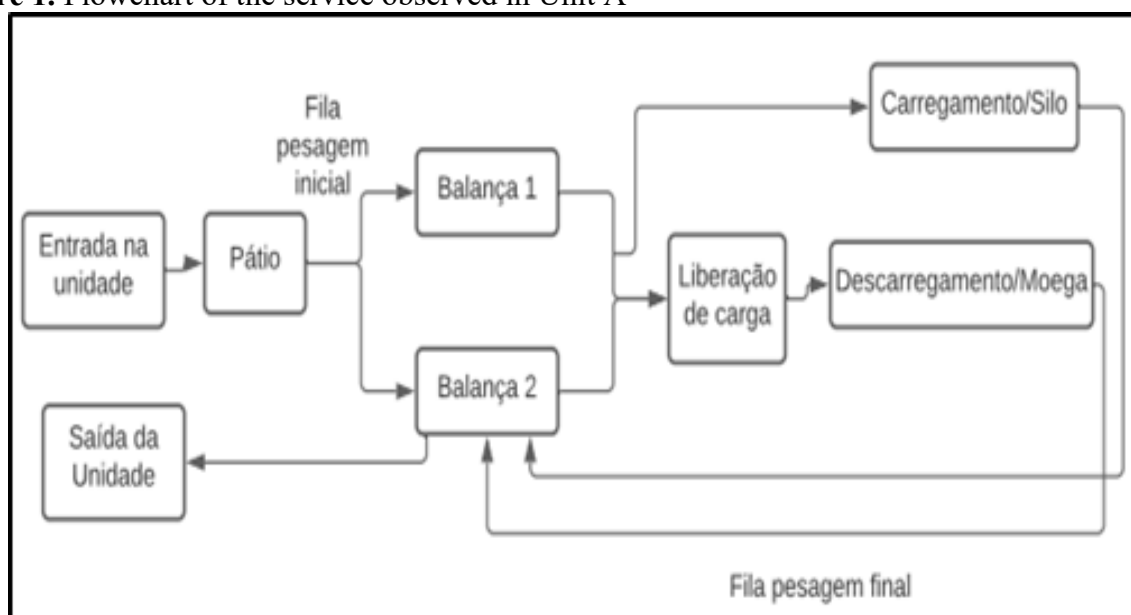 1. Flowchart of the service observed in Unit A
Fila
pesagem
inicial
Carregamento/Silo
Balança 1
Entrada na
unidade
Pátio
Liberação
de carga
Descarregamento/Moega
Balança 2
Saída da
Unidade
Fila pesagem final